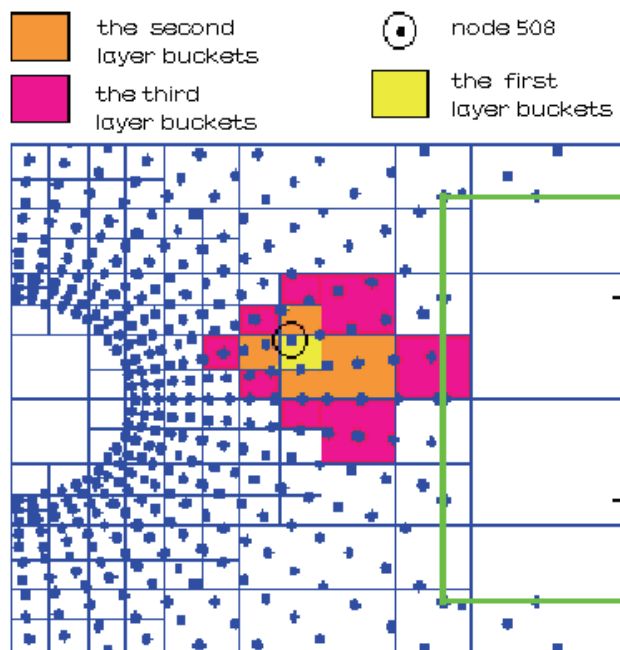 the second
layer buckets
node 508
the third
layer buckets
the first
layer buckets